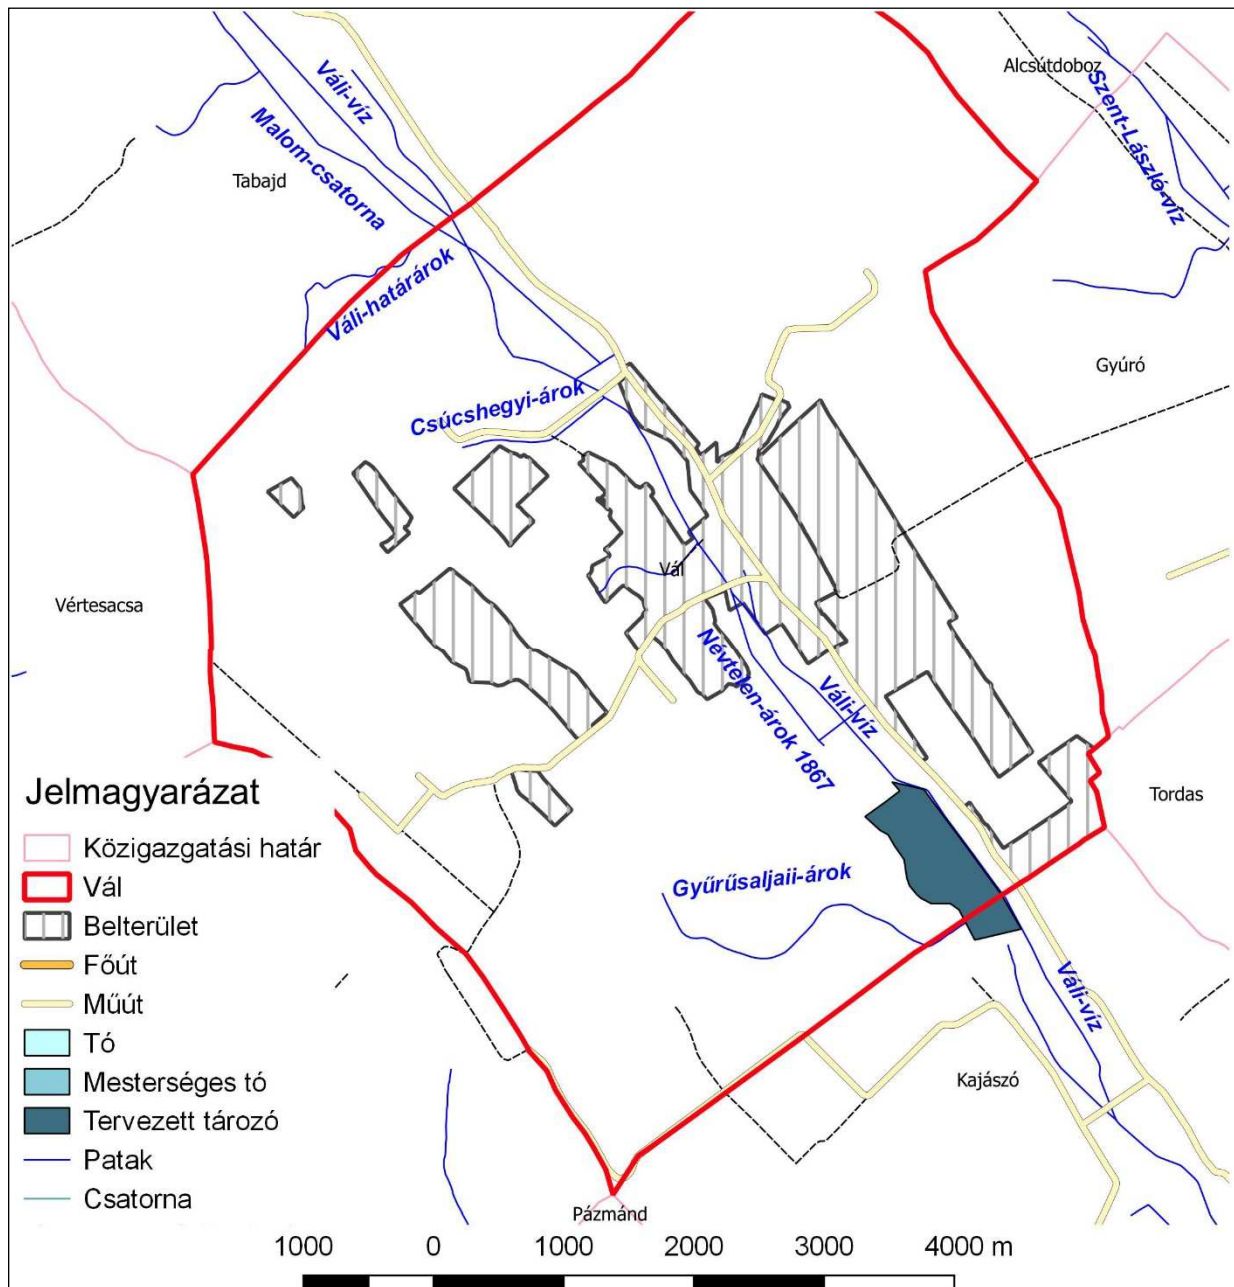 Alcsútdoboz
Váli-víz
Szent-László-víz
Malom-csatorna
Tabajd
Váli-határárok
Gyúró
Csúcshegyi-árok
Vál
Vértesacsa
Névtelen-árok 1867
Váli-víz
Jelmagyarázat
Tordas
Közigazgatási határ
Vál
Gyűrűsaljaii-árok
Belterület
Főút
Műút
Váli-víz
Tó
Mesterséges tó
Kajászó
Tervezett tározó
Patak
Csatorna
Pázmánd
1000 0 1000 2000 3000 4000 m